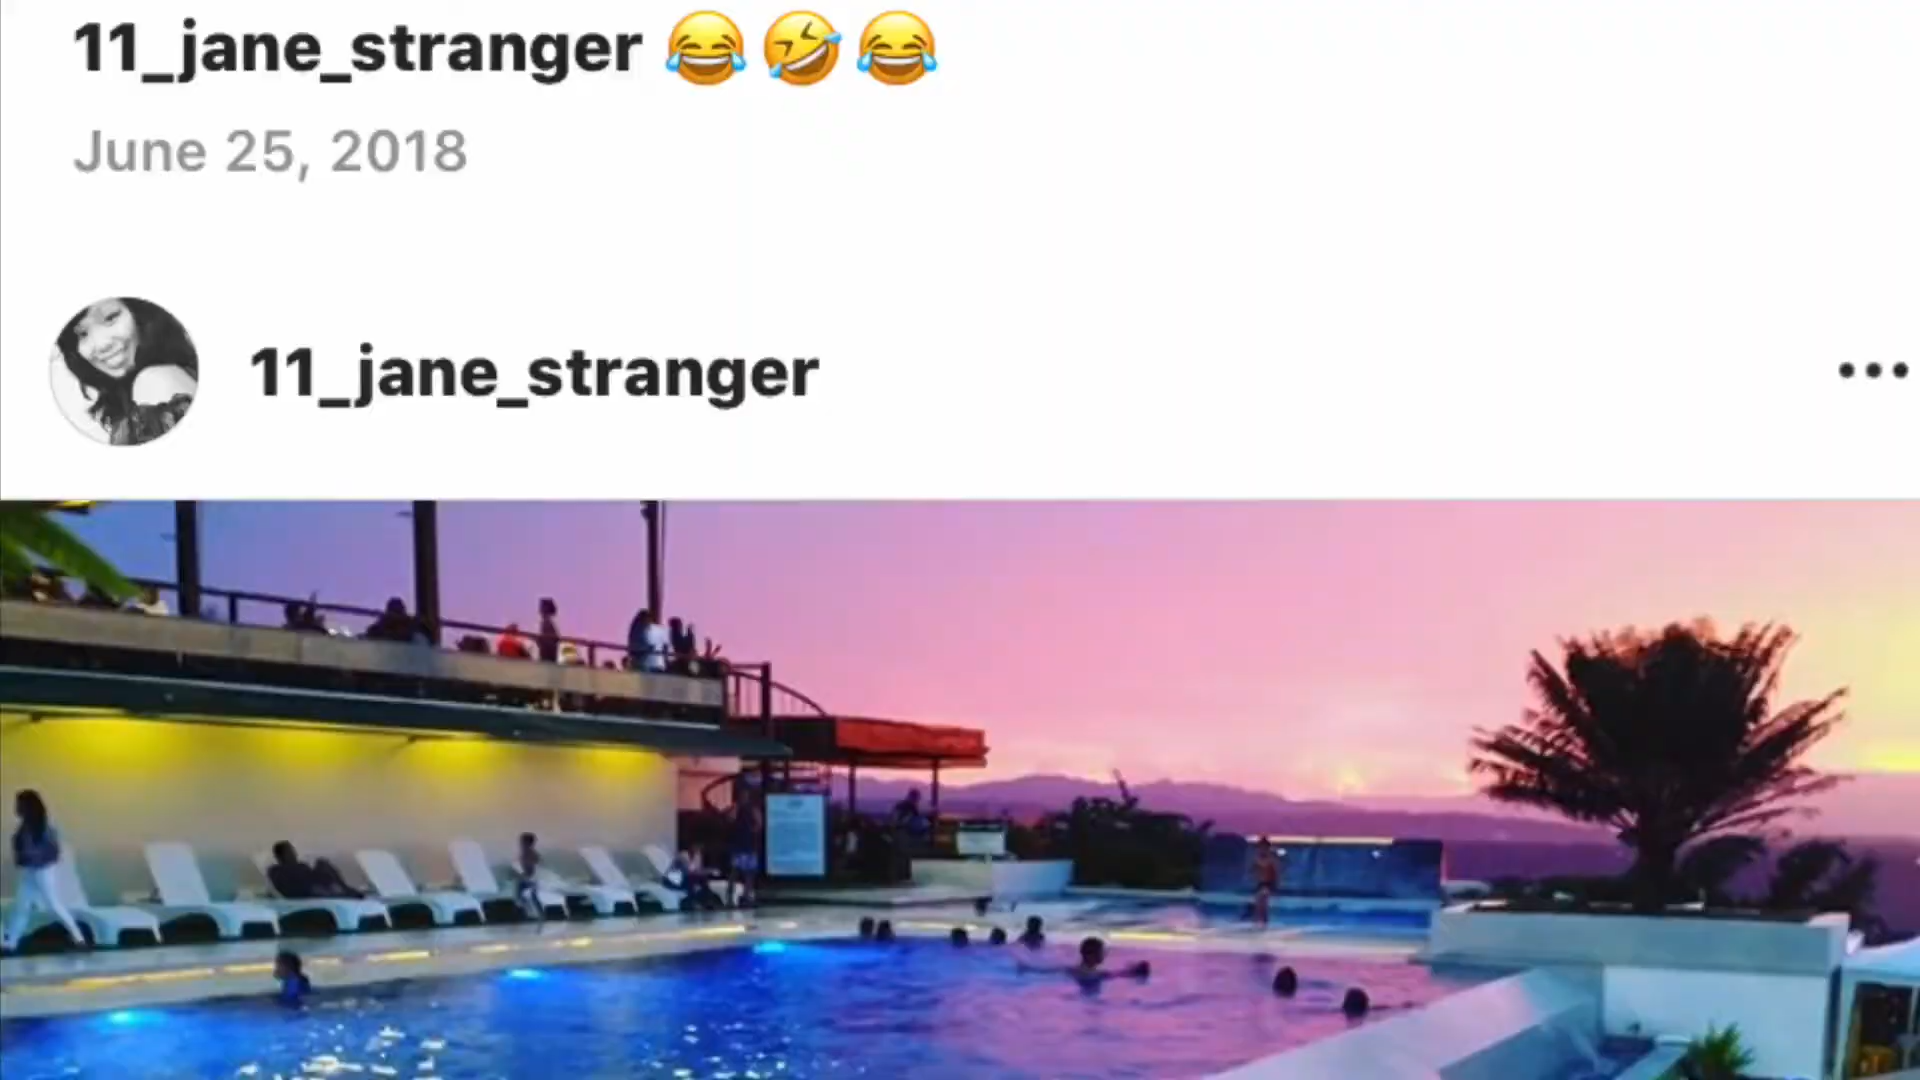 11_jane_stranger 😂 🤣 😂
June 25, 2018
11_jane_stranger